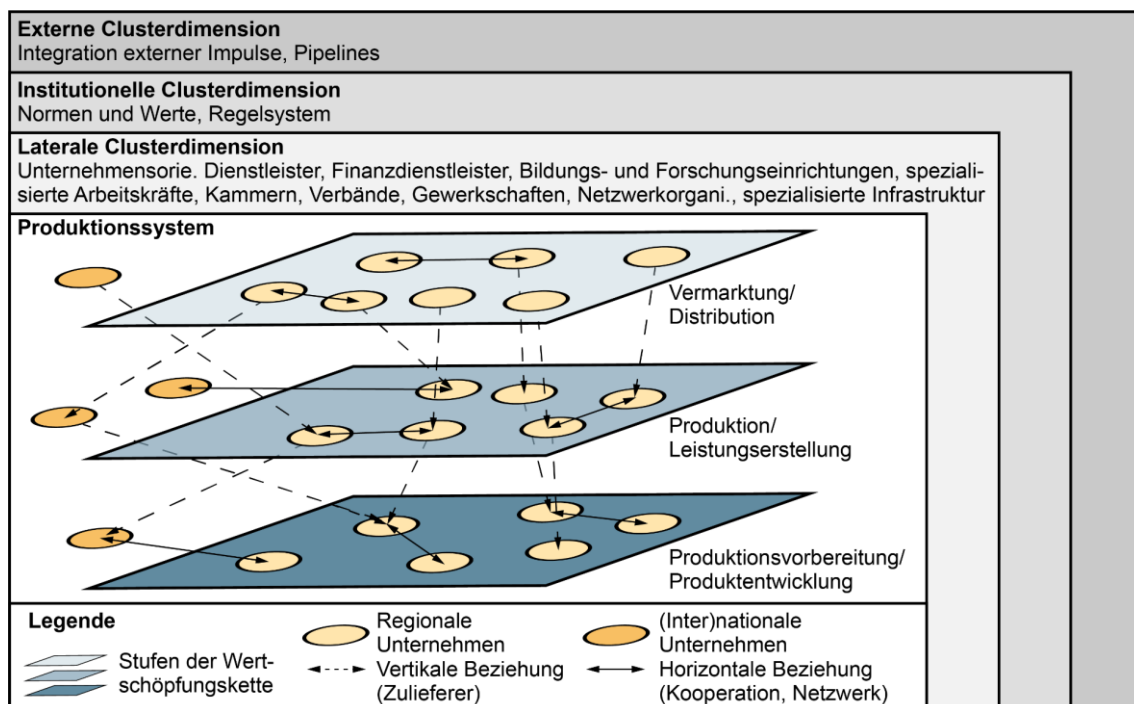 Externe Clusterdimension
Integration externer Impulse, Pipelines
Institutionelle Clusterdimension
Normen und Werte, Regelsystem
Laterale Clusterdimension
Unternehmensorie. Dienstleister, Finanzdienstleister, Bildungs- und Forschungseinrichtungen, speziali-
sierte Arbeitskräfte, Kammern, Verbände, Gewerkschaften, Netzwerkorgani., spezialisierte Infrastruktur
Produktionssystem
Vermarktung/
Distribution
Produktion/
Leistungserstellung
Produktionsvorbereitung/
Produktentwicklung
Legende
Stufen der Wert-
schöpfungskette
Regionale
Unternehmen
Vertikale Beziehung
(Zulieferer)
(Inter)nationale
Unternehmen
Horizontale Beziehung
(Kooperation, Netzwerk)